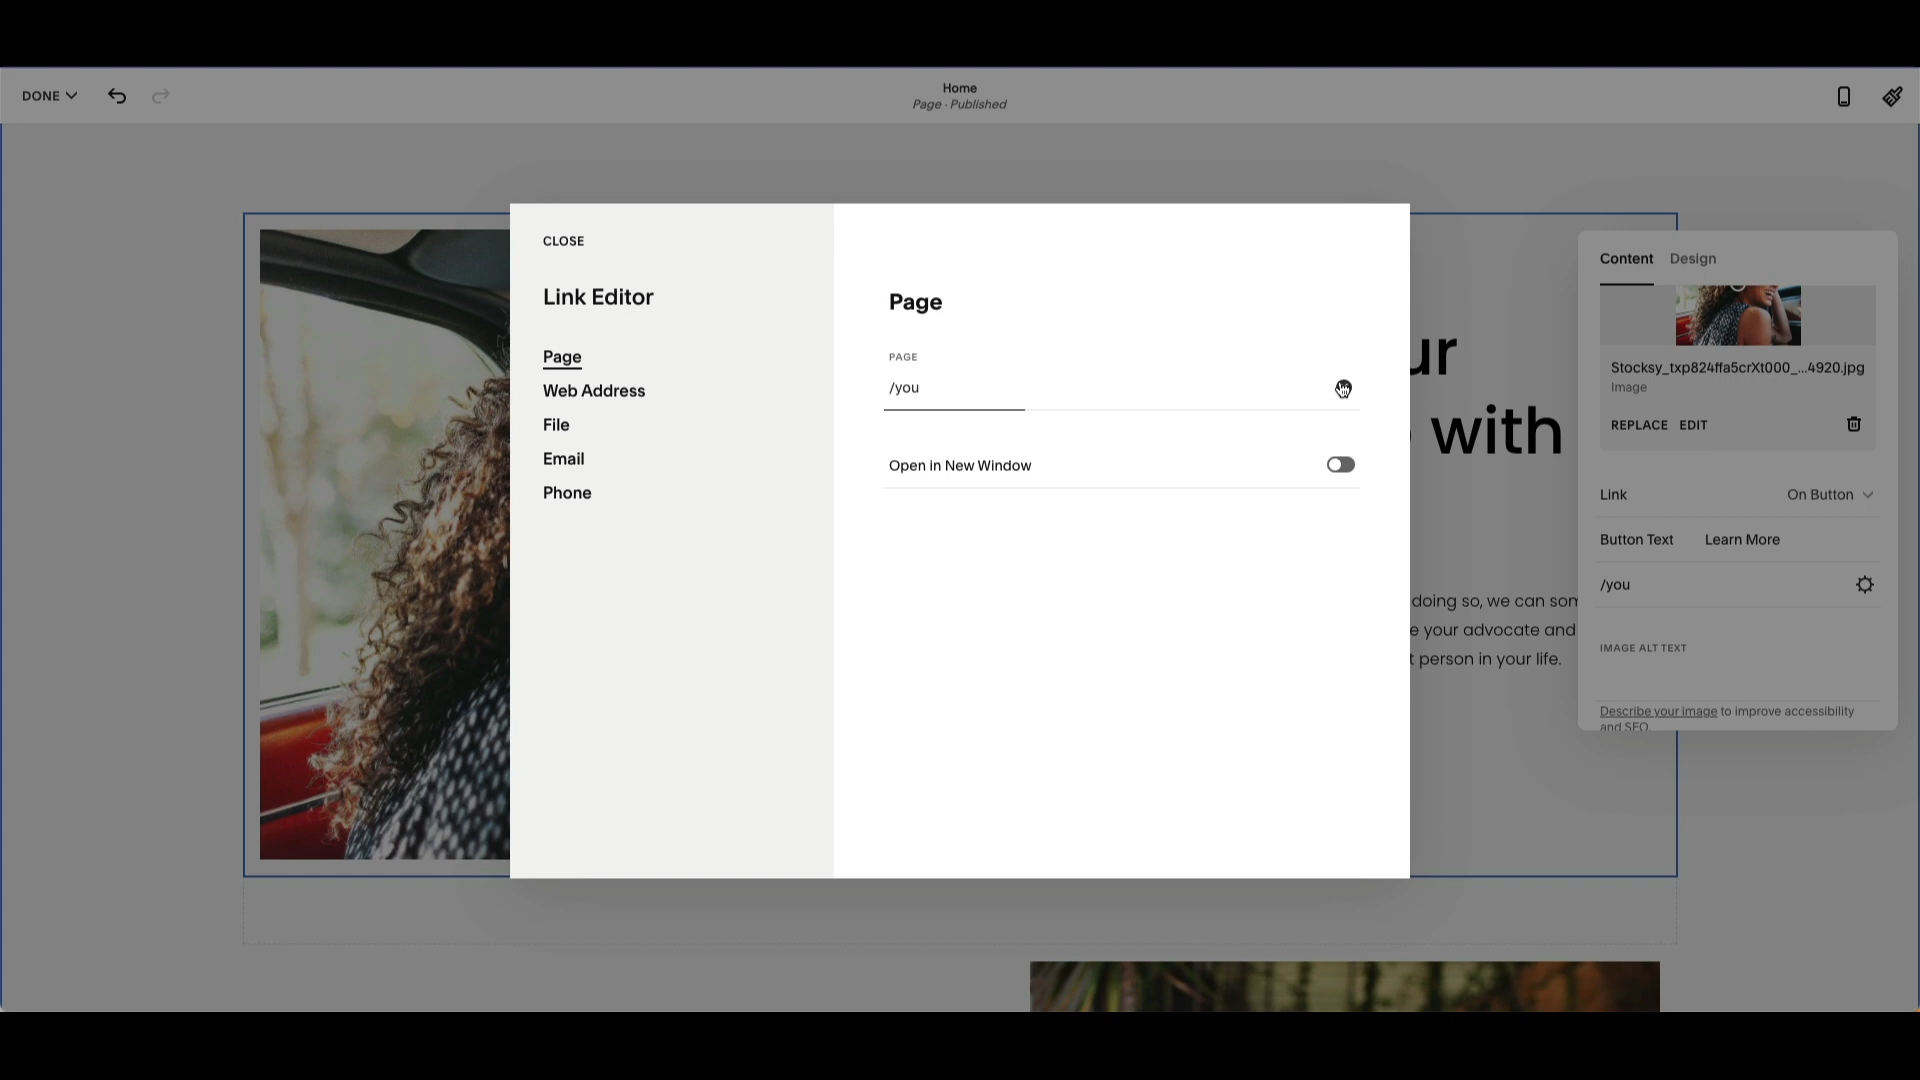 DONE
Home
Page · Published
CLOSE
Link Editor
Page
Web Address
File
Email
Phone
Page
PAGE
/you
Open in New Window
with
doing so, we can
your advocate and
person in your life.
Content
Design
Stocksy_txp824ffa5crXt000_...4920.jpg
Image
REPLACE EDIT
Link
On Button
Button Text
Learn More
/you
IMAGE ALT TEXT
Describe your image to improve accessibility
and SEO